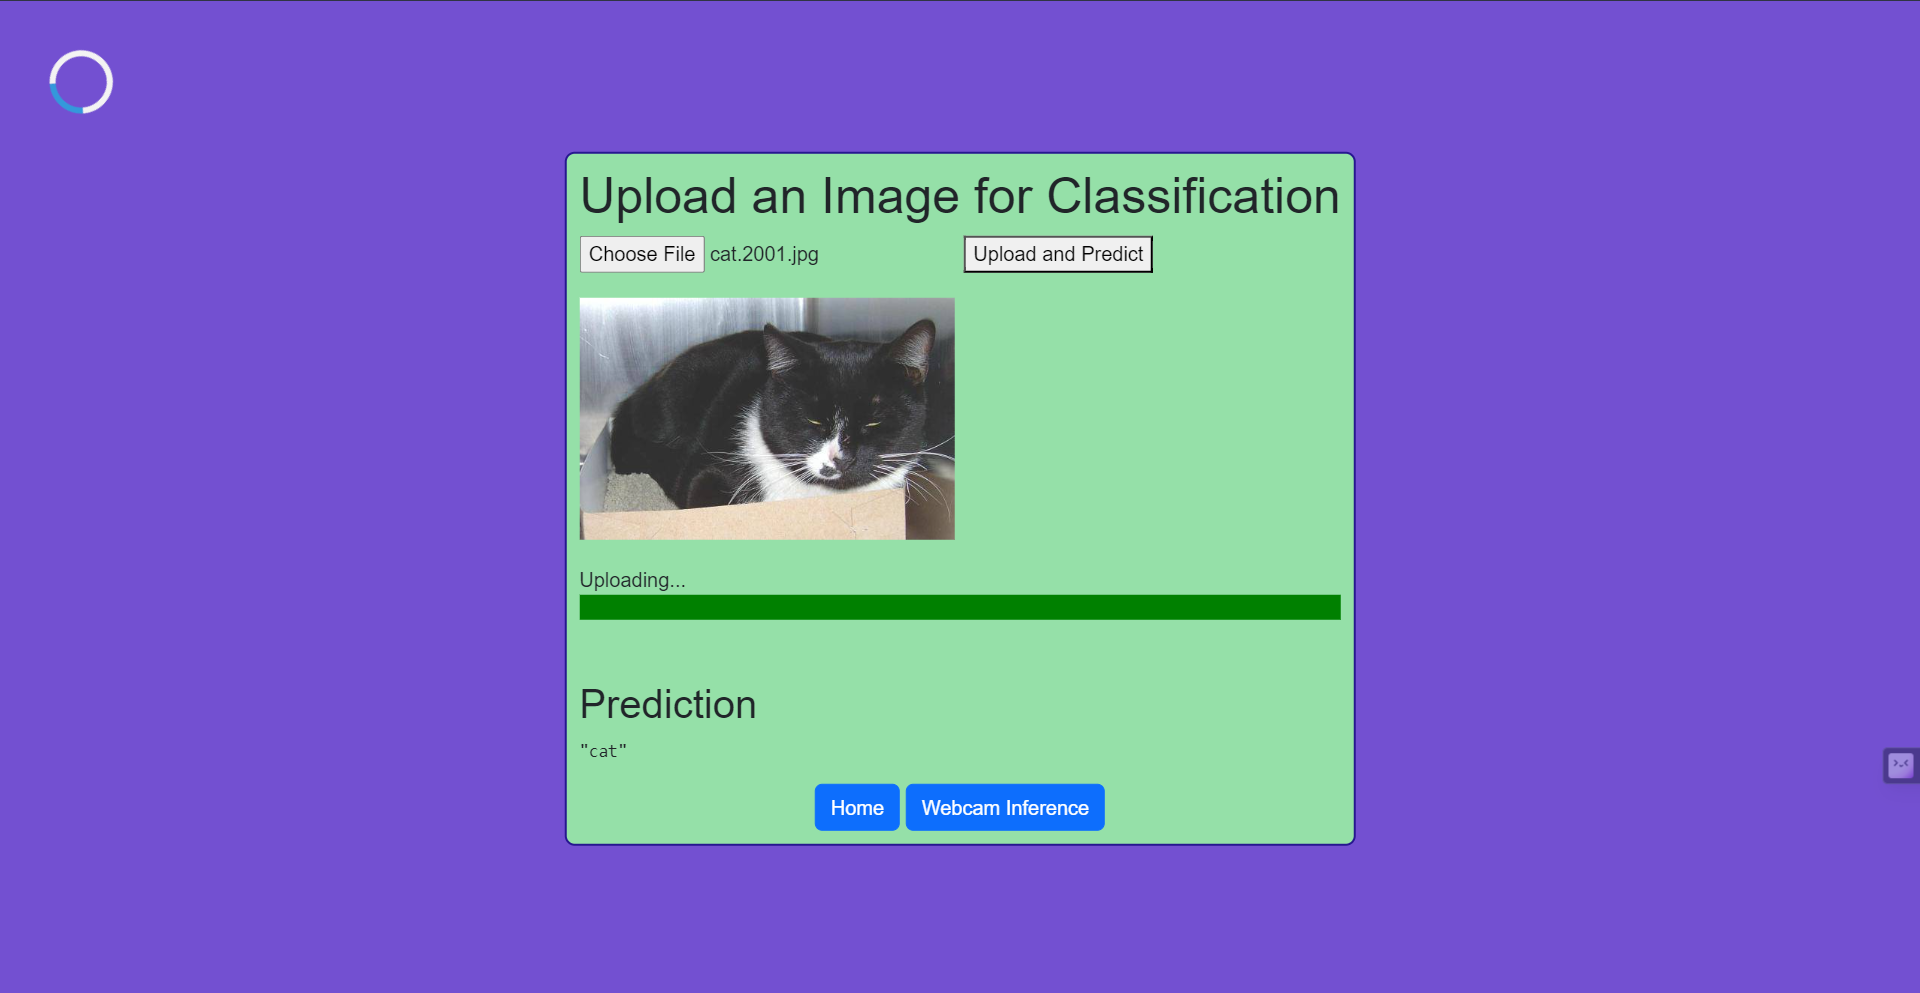 Upload an Image for Classification
Choose File cat.2001.jpg Upload and Predict
Uploading...
Prediction
"cat"
Home Webcam Inference